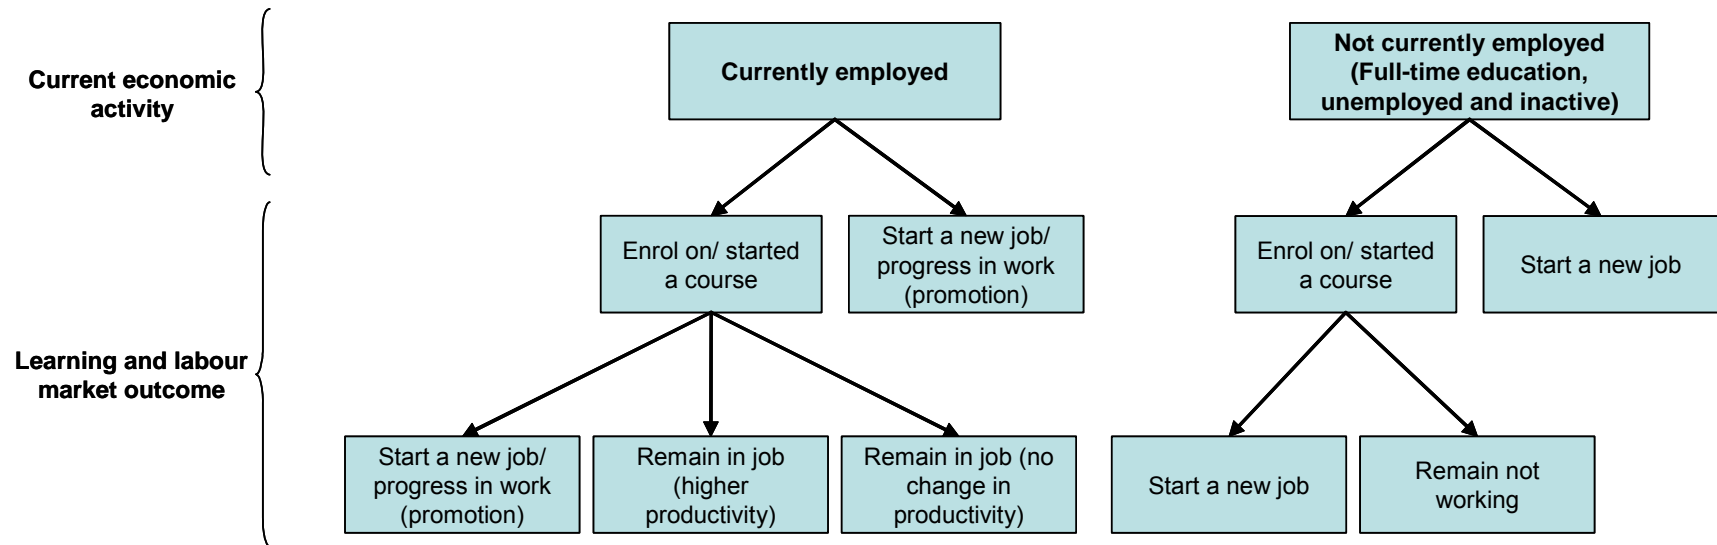 Current economic
activity
Currently employed
Not currently employed
(Full-time education,
unemployed and inactive)
Learning and labour
market outcome
Enrol on/ started
a course
Start a new job/
progress in work
(promotion)
Enrol on/ started
a course
Start a new job
Start a new job/
progress in work
(promotion)
Remain in job
(higher
productivity)
Remain in job (no
change in
productivity)
Start a new job
Remain not
working